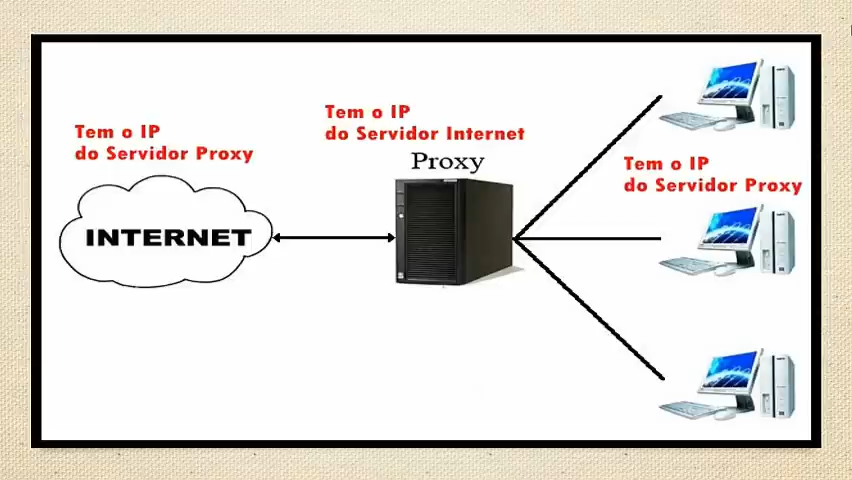 Tem o IP
do Servidor Proxy
INTERNET
Tem o IP
do Servidor Internet
Proxy
Tem o IP
do Servidor Proxy